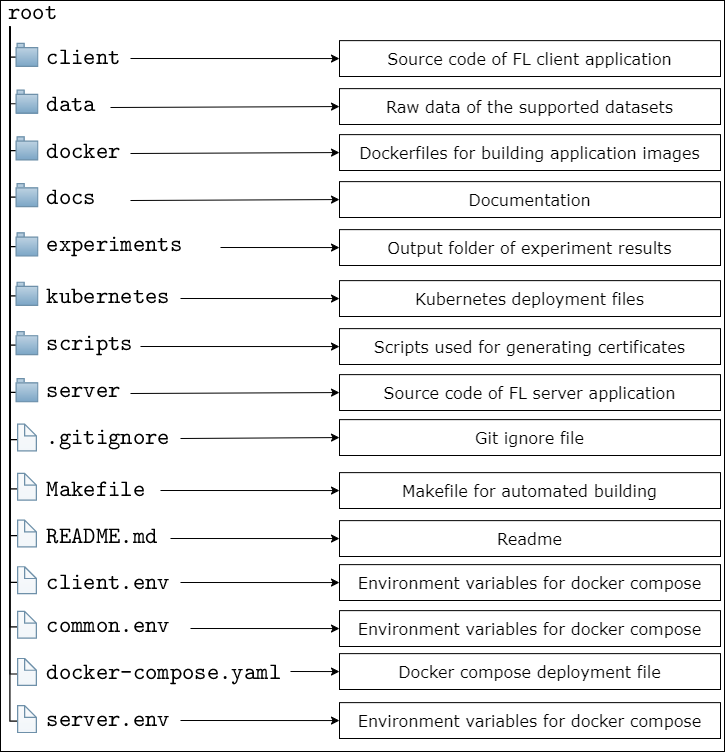 root
client
Source code of FL client application
data
Raw data of the supported datasets
docker
Dockerfiles for building application images
docs
Documentation
experiments
Output folder of experiment results
kubernetes
Kubernetes deployment files
scripts
Scripts used for generating certificates
server
Source code of FL server application
.gitignore
Git ignore file
Makefile
Makefile for automated building
README.md
Readme
client.env
Environment variables for docker compose
common.env
Environment variables for docker compose
docker-compose.yaml
Docker compose deployment file
server.env
Environment variables for docker compose